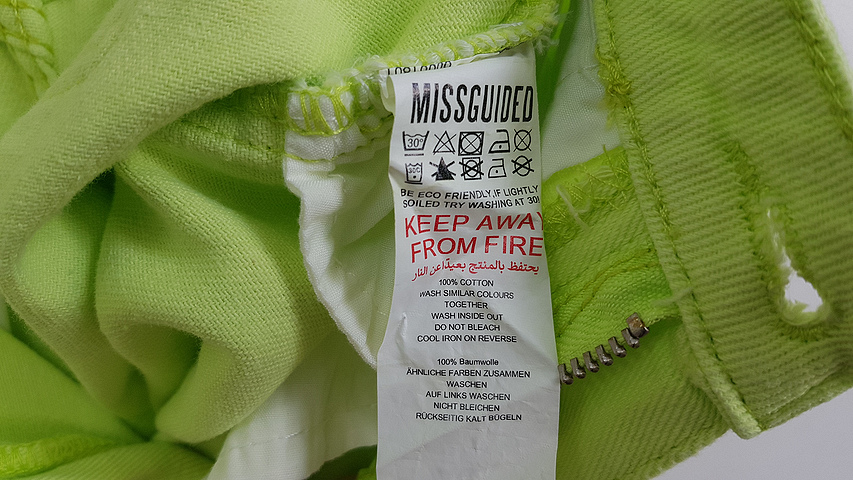 MISSGUIDED
30°
BE ECO FRIENDLY,IF LIGHTLY
SOILED TRY WASHING AT 30!
KEEP AWAY
FROM FIRE
يحتفظ بالمنتج بعيدًا عن النار
100% COTTON
WASH SIMILAR COLOURS
TOGETHER
WASH INSIDE OUT
DO NOT BLEACH
COOL IRON ON REVERSE
100% Baumwolle
ÄHNLICHE FARBEN ZUSAMMEN
WASCHEN
AUF LINKS WASCHEN
NICHT BLEICHEN
RÜCKSEITIG KALT BÜGELN